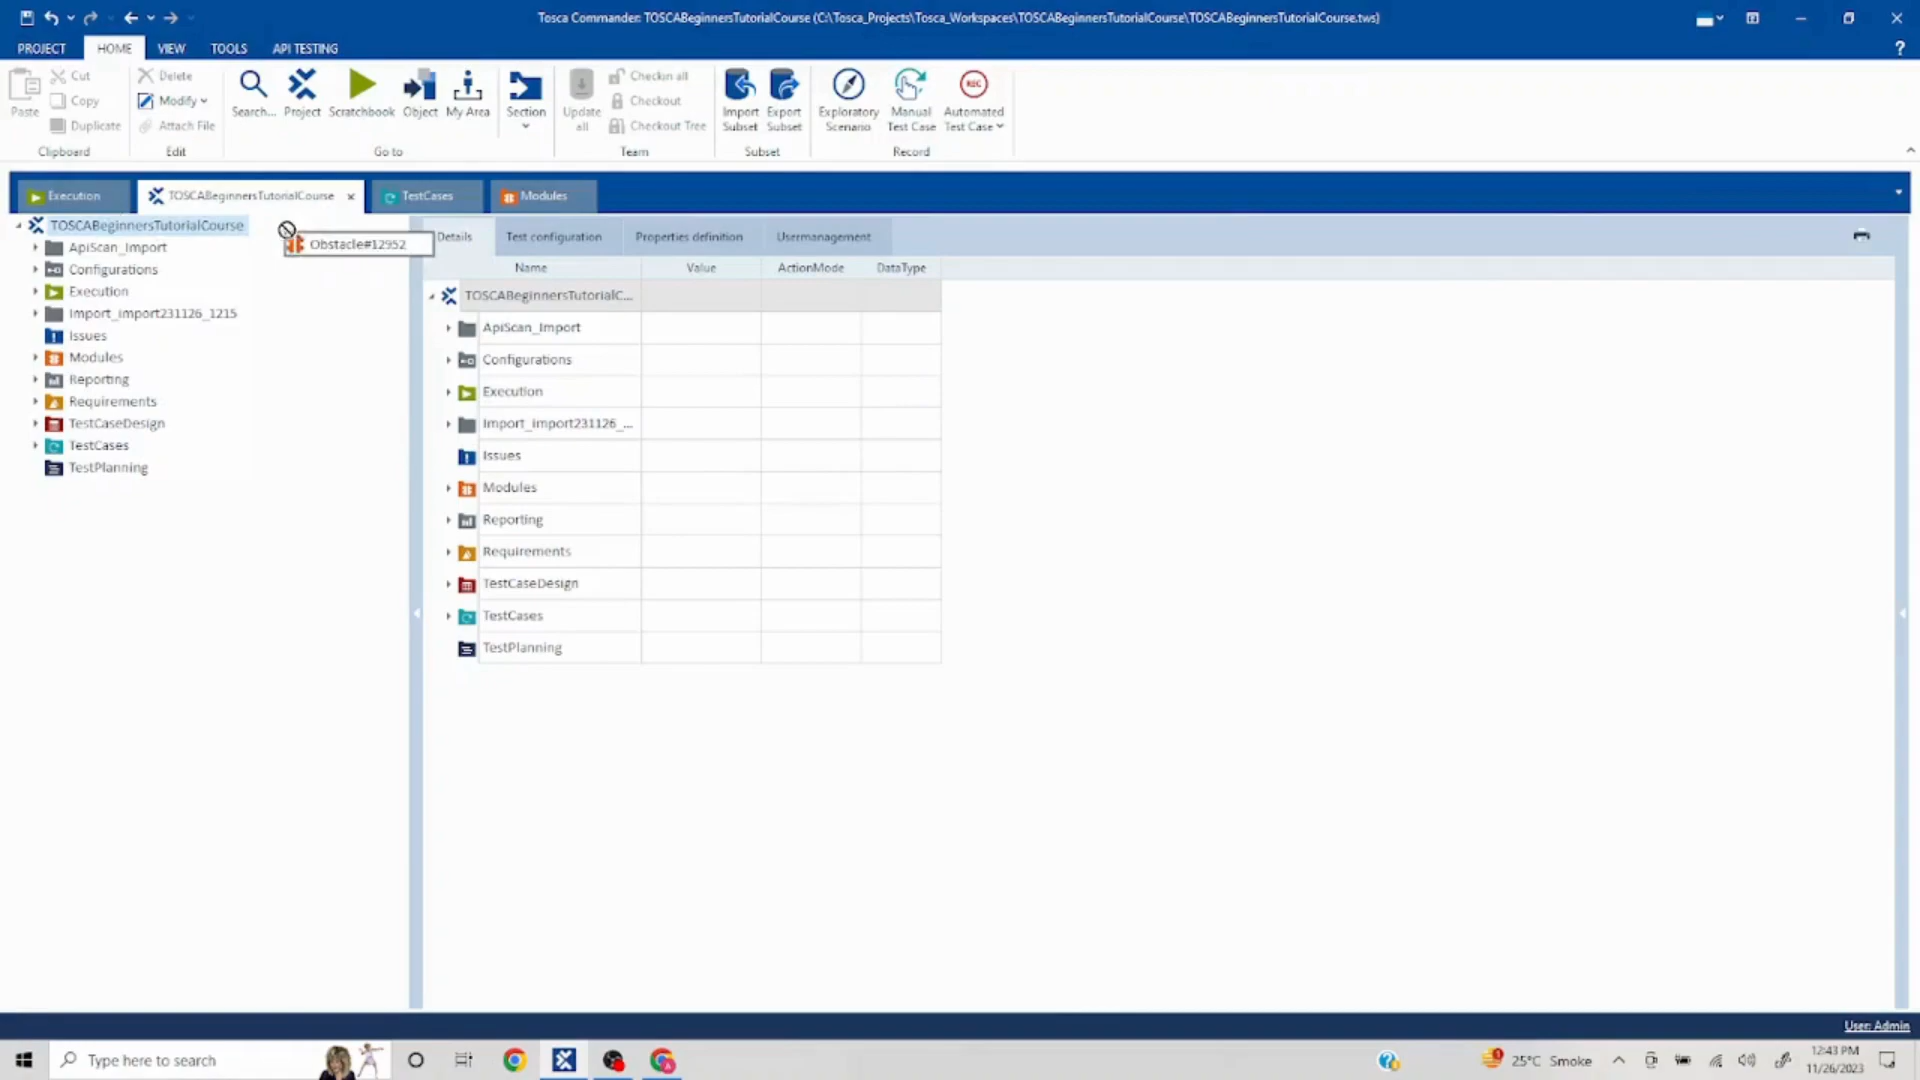 Tosca Commander: TOSCABeginnersTutorialCourse (C:\Tosca_Projects\Tosca_Workspaces\TOSCABeginnersTutorialCourse\TOSCABeginnersTutorialCourse.tws)
PROJECT HOME VIEW TOOLS API TESTING ?
Paste Cut Copy Duplicate
Clipboard
Delete Modify Attach File
Edit
Search... Project Scratchbook Object My Area
Go to
Section
Update all Checkin all Checkout Checkout Tree
Team
Import Subset Export Subset
Subset
Exploratory Scenario Manual Test Case REC Automated Test Case
Record
Execution TOSCABeginnersTutorialCourse x TestCases Modules
TOSCABeginnersTutorialCourse
ApiScan_Import
Configurations
Execution
Import_import231126_1215
Issues
Modules
Reporting
Requirements
TestCaseDesign
TestCases
TestPlanning
Obstacle#12952
Details Test configuration Properties definition Usermanagement
Name Value ActionMode DataType
TOSCABeginnersTutorialC...
ApiScan_Import
Configurations
Execution
Import_import231126_...
Issues
Modules
Reporting
Requirements
TestCaseDesign
TestCases
TestPlanning
User: Admin
Type here to search
25°C Smoke
12:43 PM
11/26/2023